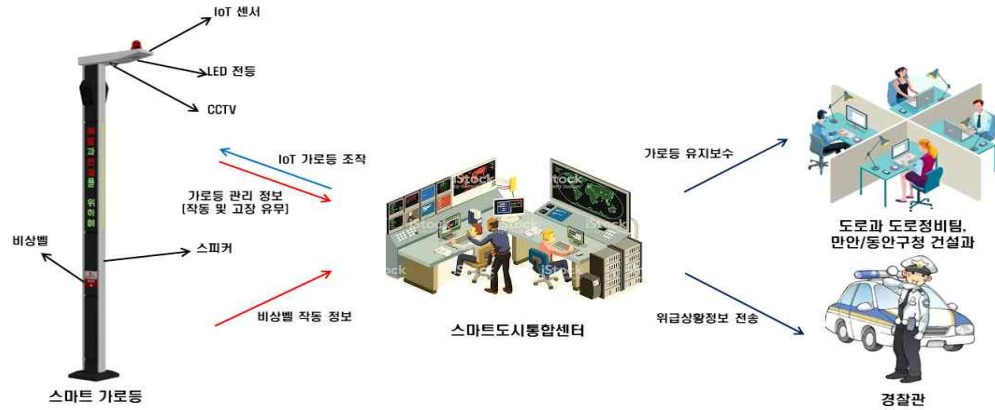 IoT 센서
LED 전등
CCTV
IoT 가로등 조작
가로등 관리 정보
[작동 및 고장 유무]
비상벨
스피커
비상벨 작동 정보
스마트 가로등
iStock
iStock
iStock
iStock
스마트도시통합센터
가로등 유지보수
위급상황정보 전송
도로과 도로정비팀,
만안/동안구청 건설과
경찰관